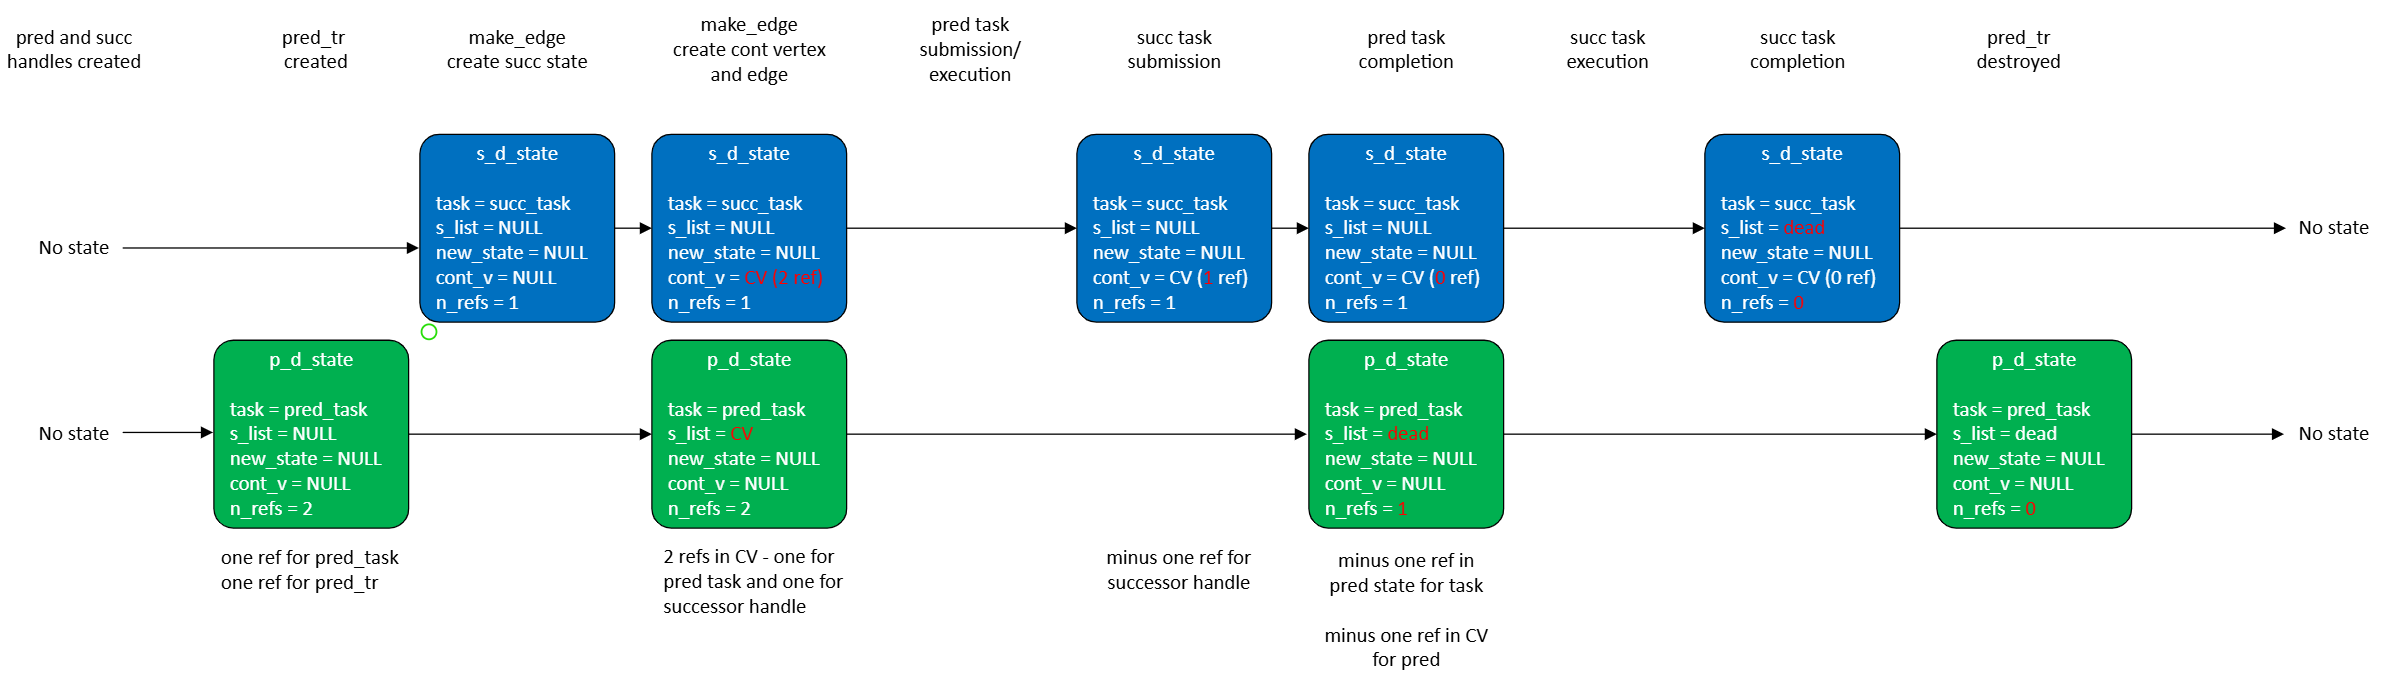 pred and succ
handles created
pred_tr
created
make_edge
create succ state
make_edge
create cont vertex
and edge
pred task
submission/
execution
succ task
submission
pred task
completion
succ task
execution
succ task
completion
pred_tr
destroyed
No state
s_d_state
task = succ_task
s_list = NULL
new_state = NULL
cont_v = NULL
n_refs = 1
s_d_state
task = succ_task
s_list = NULL
new_state = NULL
cont_v = CV (2 ref)
n_refs = 1
s_d_state
task = succ_task
s_list = NULL
new_state = NULL
cont_v = CV (1 ref)
n_refs = 1
s_d_state
task = succ_task
s_list = NULL
new_state = NULL
cont_v = CV (0 ref)
n_refs = 1
s_d_state
task = succ_task
s_list = dead
new_state = NULL
cont_v = CV (0 ref)
n_refs = 0
No state
No state
p_d_state
task = pred_task
s_list = NULL
new_state = NULL
cont_v = NULL
n_refs = 2
p_d_state
task = pred_task
s_list = CV
new_state = NULL
cont_v = NULL
n_refs = 2
p_d_state
task = pred_task
s_list = dead
new_state = NULL
cont_v = NULL
n_refs = 1
p_d_state
task = pred_task
s_list = dead
new_state = NULL
cont_v = NULL
n_refs = 0
No state
one ref for pred_task
one ref for pred_tr
2 refs in CV - one for
pred task and one for
successor handle
minus one ref for
successor handle
minus one ref in
pred state for task
minus one ref in CV
for pred